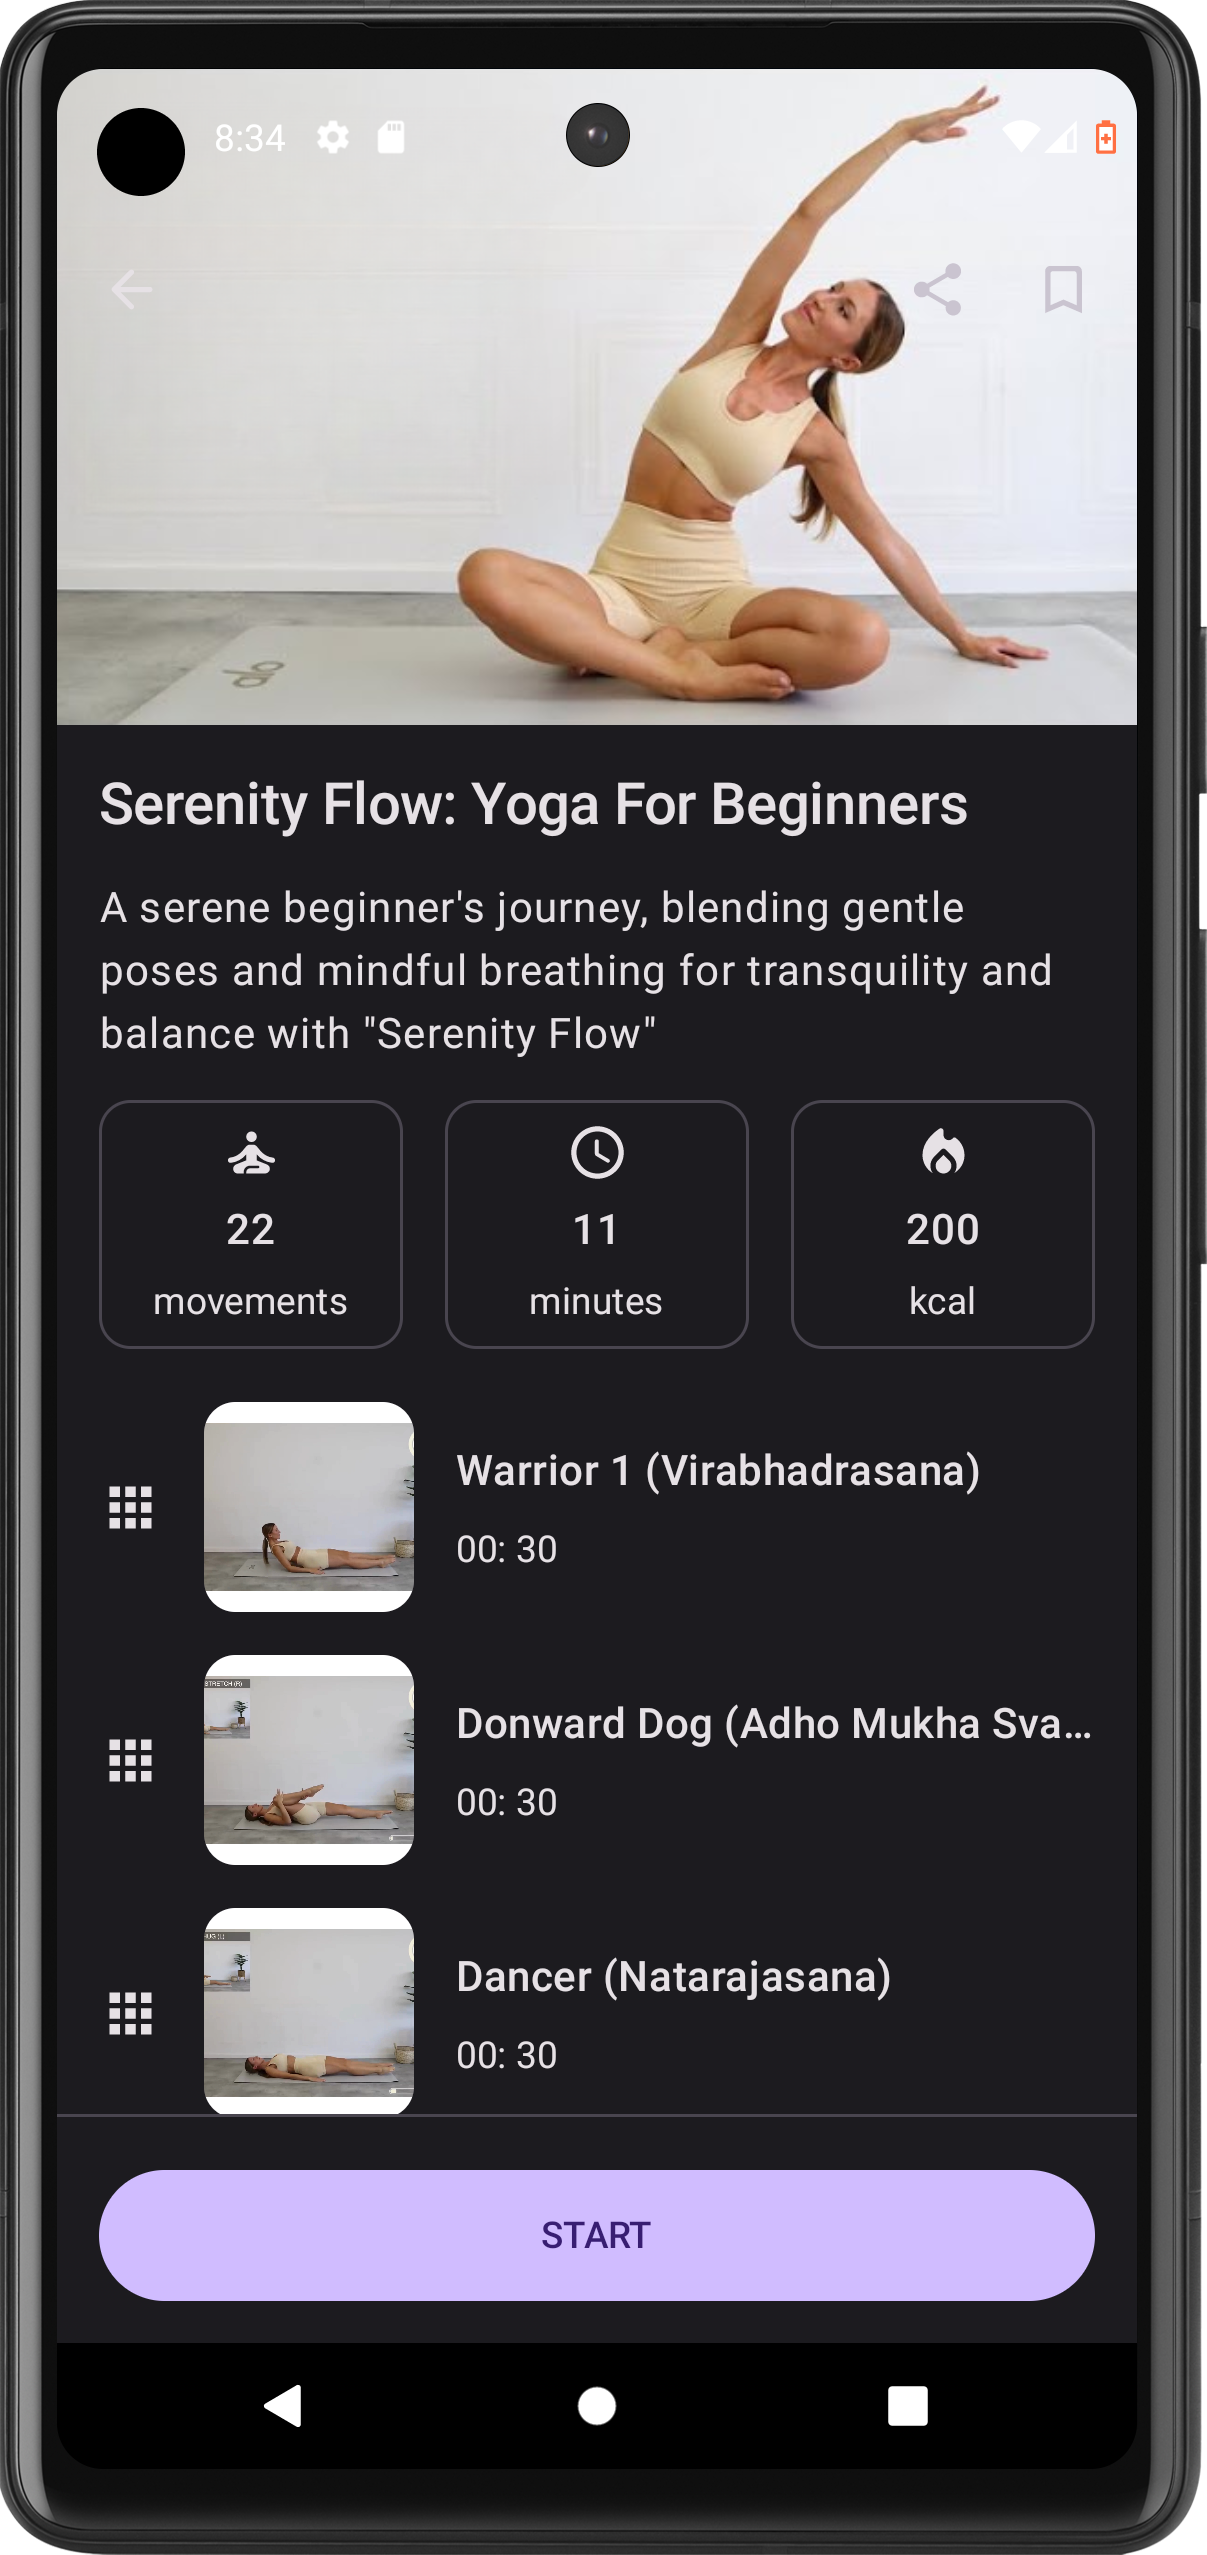 8:34
Serenity Flow: Yoga For Beginners
A serene beginner's journey, blending gentle
poses and mindful breathing for transquility and
balance with "Serenity Flow"
22
movements
11
minutes
200
kcal
Warrior 1 (Virabhadrasana)
00: 30
STRETCH (R)
Donward Dog (Adho Mukha Sva...
00: 30
Dancer (Natarajasana)
00: 30
START